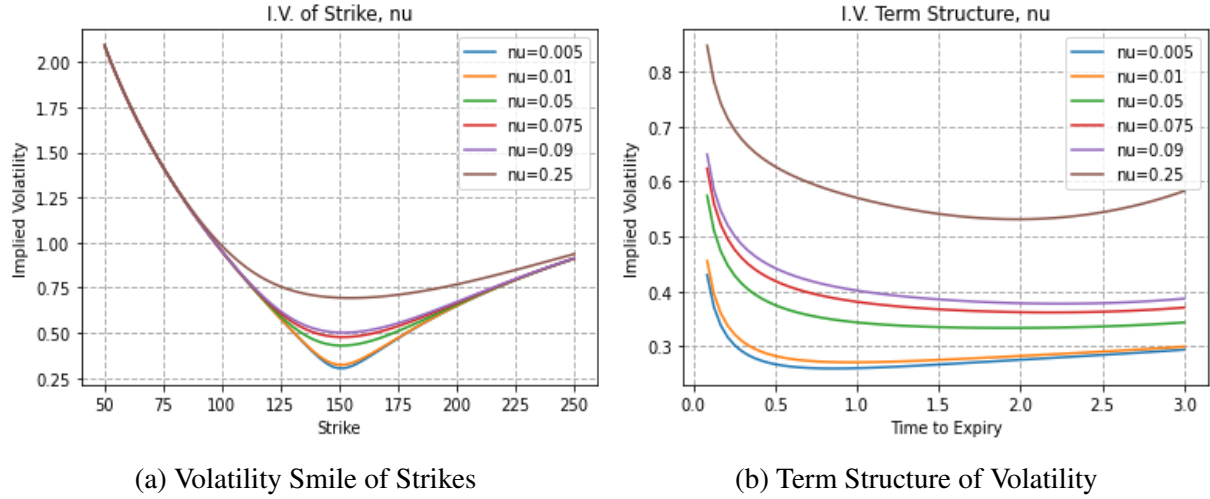 I.V. of Strike, nu
2.00
1.75
1.50
1.25
1.00
0.75
0.50
0.25
Implied Volatility
50
75
100
125
150
175
200
225
250
Strike
nu=0.005
nu=0.01
nu=0.05
nu=0.075
nu=0.09
nu=0.25
(a) Volatility Smile of Strikes
I.V. Term Structure, nu
0.8
0.7
0.6
0.5
0.4
0.3
Implied Volatility
0.0
0.5
1.0
1.5
2.0
2.5
3.0
Time to Expiry
nu=0.005
nu=0.01
nu=0.05
nu=0.075
nu=0.09
nu=0.25
(b) Term Structure of Volatility